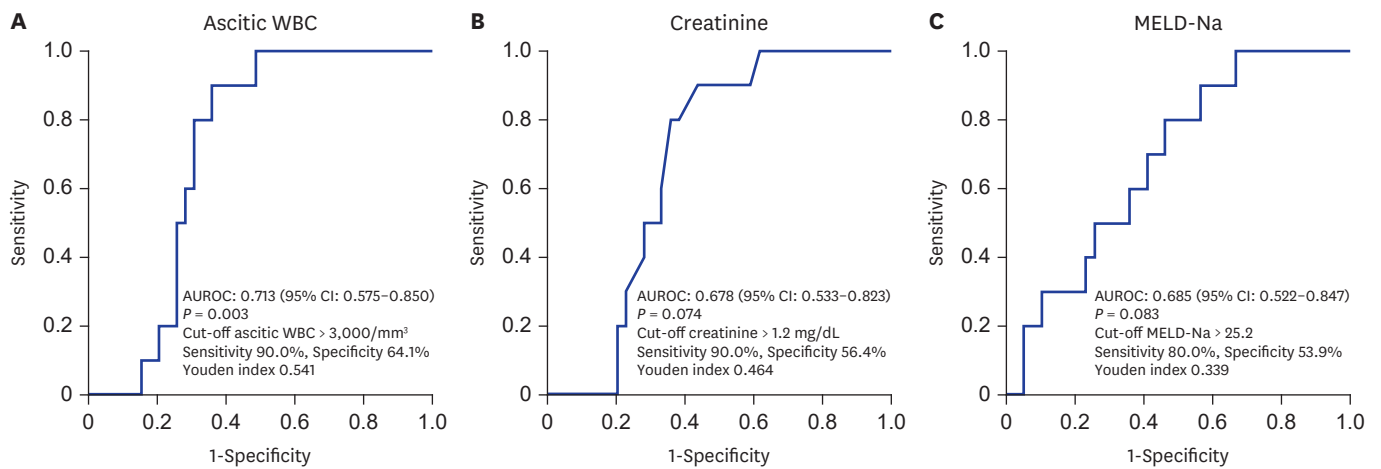 A
Ascitic WBC
1.0
0.8
0.6
0.4
0.2
0
Sensitivity
AUROC: 0.713 (95% CI: 0.575–0.850)
P = 0.003
Cut-off ascitic WBC > 3,000/mm³
Sensitivity 90.0%, Specificity 64.1%
Youden index 0.541
0 0.2 0.4 0.6 0.8 1.0
1-Specificity
B
Creatinine
1.0
0.8
0.6
0.4
0.2
0
Sensitivity
AUROC: 0.678 (95% CI: 0.533–0.823)
P = 0.074
Cut-off creatinine > 1.2 mg/dL
Sensitivity 90.0%, Specificity 56.4%
Youden index 0.464
0 0.2 0.4 0.6 0.8 1.0
1-Specificity
C
MELD-Na
1.0
0.8
0.6
0.4
0.2
0
Sensitivity
AUROC: 0.685 (95% CI: 0.522–0.847)
P = 0.083
Cut-off MELD-Na > 25.2
Sensitivity 80.0%, Specificity 53.9%
Youden index 0.339
0 0.2 0.4 0.6 0.8 1.0
1-Specificity